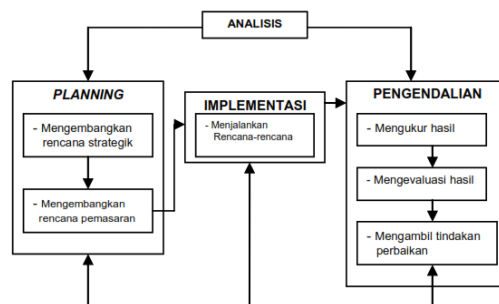 ANALISIS
PLANNING
- Mengembangkan
rencana strategik
- Mengembangkan
rencana pemasaran
IMPLEMENTASI
- Menjalankan
Rencana-rencana
PENGENDALIAN
- Mengukur hasil
- Mengevaluasi hasil
- Mengambil tindakan
perbaikan